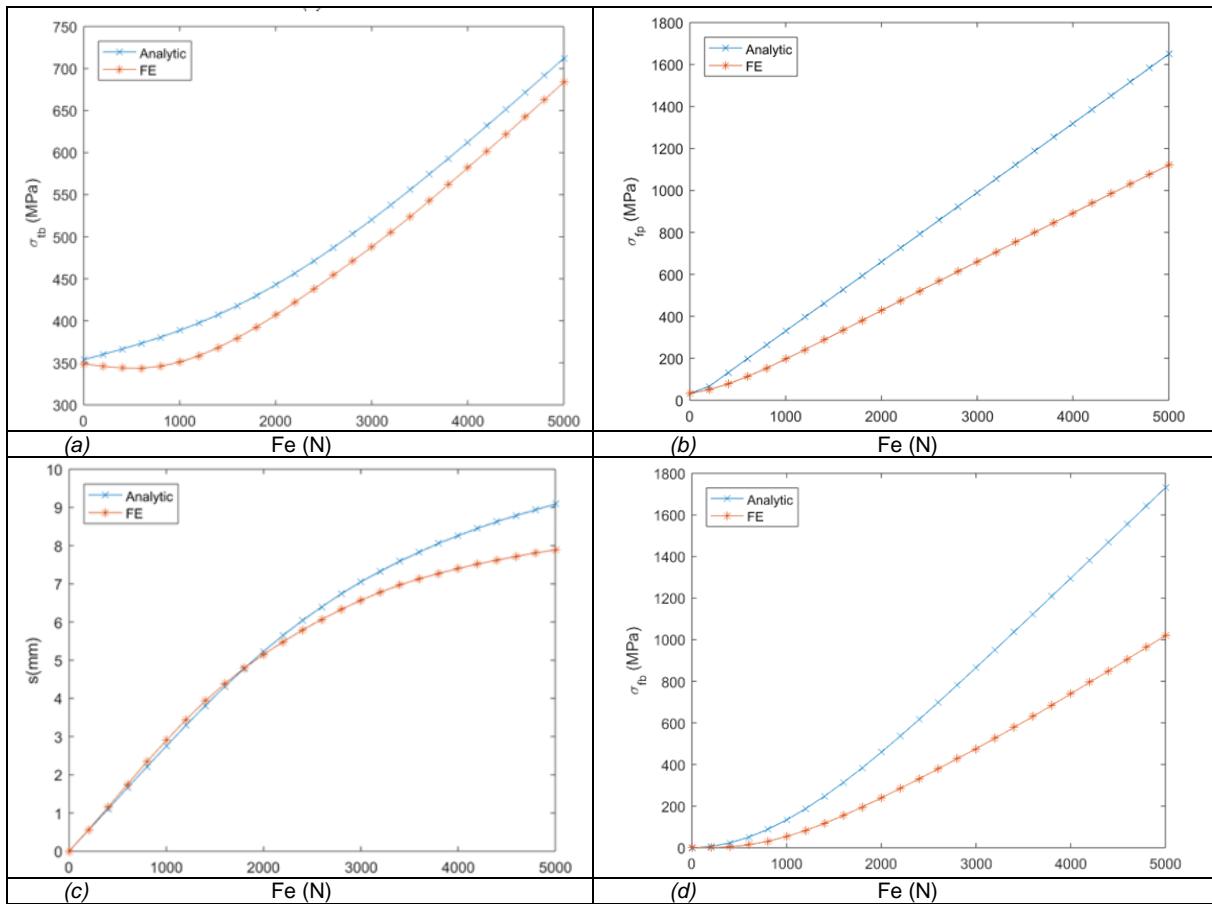 750
700
650
600
550
500
450
400
350
300
σtb (MPa)
Analytic
FE
0 1000 2000 3000 4000 5000
(a) Fe (N)
1800
1600
1400
1200
1000
800
600
400
200
0
σfp (MPa)
Analytic
FE
0 1000 2000 3000 4000 5000
(b) Fe (N)
10
9
8
7
6
5
4
3
2
1
0
s(mm)
Analytic
FE
0 1000 2000 3000 4000 5000
(c) Fe (N)
1800
1600
1400
1200
1000
800
600
400
200
0
σfb (MPa)
Analytic
FE
0 1000 2000 3000 4000 5000
(d) Fe (N)